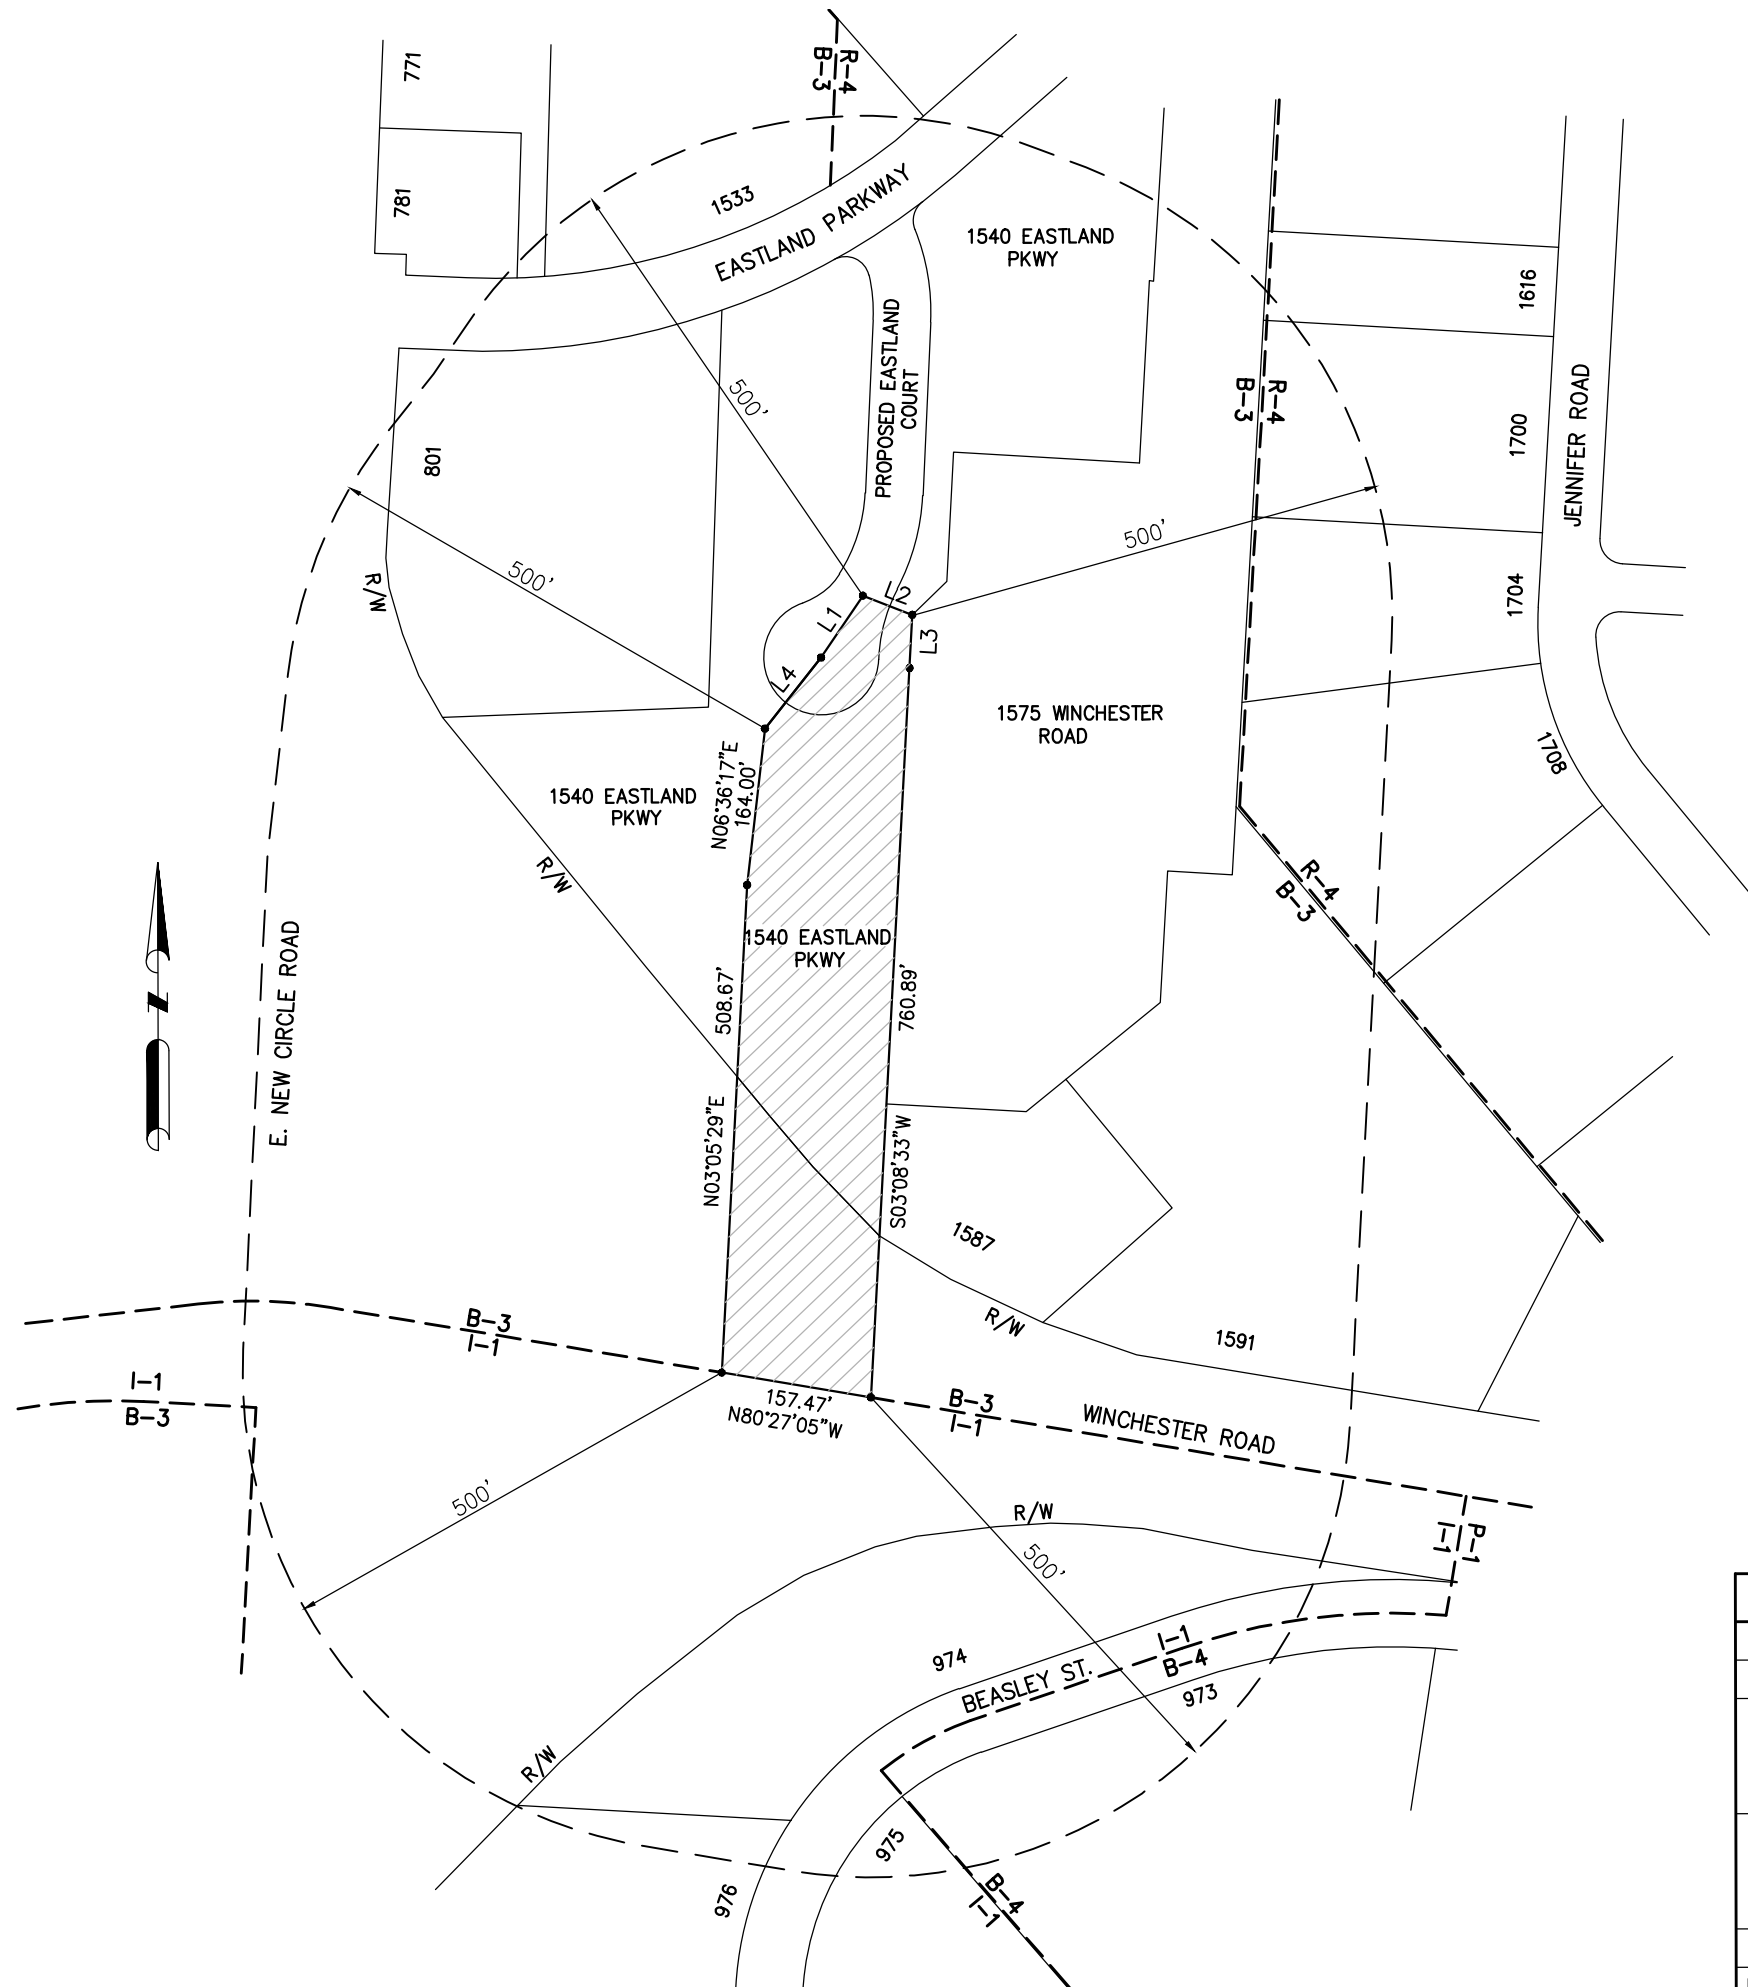 771
R-4
B-3
781
1533
EASTLAND PARKWAY
1540 EASTLAND
PKWY
1616
PROPOSED EASTLAND
COURT
500'
R-4
B-3
JENNIFER ROAD
1700
801
500'
500'
R/W
1704
L2
L1
L3
L4
1575 WINCHESTER
ROAD
1708
N06°36'17"E
164.00'
1540 EASTLAND
PKWY
R/W
R-4
B-3
1540 EASTLAND
PKWY
N
E. NEW CIRCLE ROAD
508.67'
760.89'
N03°05'29"E
S03°08'33"W
1587
R/W
B-3
I-1
1591
I-1
B-3
157.47'
N80°27'05"W
B-3
I-1
WINCHESTER ROAD
500'
R/W
P-1
I-1
500'
974
I-1
B-4
BEASLEY ST.
973
R/W
975
976
B-4
I-1